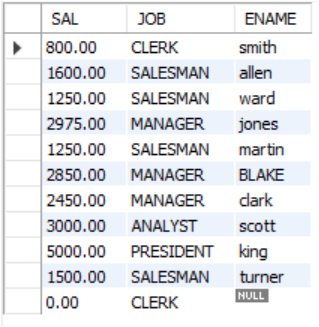 SAL JOB ENAME
800.00 CLERK smith
1600.00 SALESMAN allen
1250.00 SALESMAN ward
2975.00 MANAGER jones
1250.00 SALESMAN martin
2850.00 MANAGER BLAKE
2450.00 MANAGER clark
3000.00 ANALYST scott
5000.00 PRESIDENT king
1500.00 SALESMAN turner
0.00 CLERK NULL